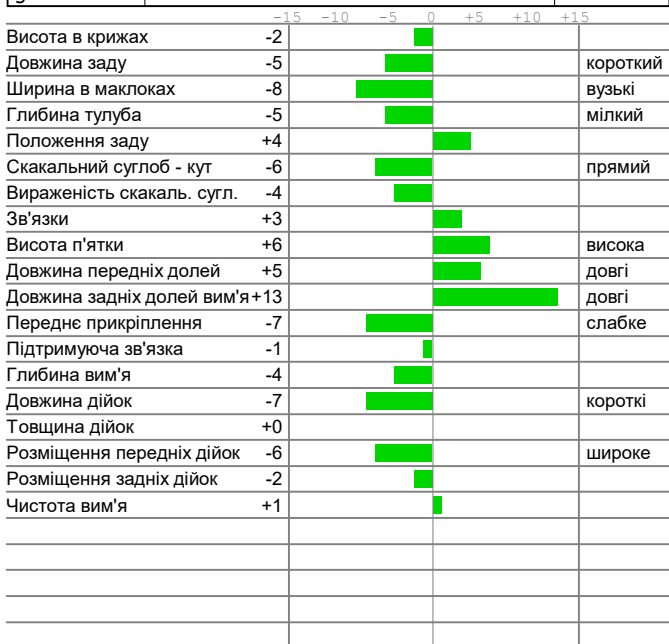 -15 -10 -5 0 +5 +10 +15
Висота в крижах -2
Довжина заду -5 короткий
Ширина в маклоках -8 вузькі
Глибина тулуба -5 мілкий
Положення заду +4
Скакальний суглоб - кут -6 прямий
Вираженість скакаль. сугл. -4
Зв'язки +3
Висота п'ятки +6 висока
Довжина передніх долей +5 довгі
Довжина задніх долей вим'я+13 довгі
Переднє прикріплення -7 слабке
Підтримуюча зв'язка -1
Глибина вим'я -4
Довжина дійок -7 короткі
Товщина дійок +0
Розміщення передніх дійок -6 широке
Розміщення задніх дійок -2
Чистота вим'я +1